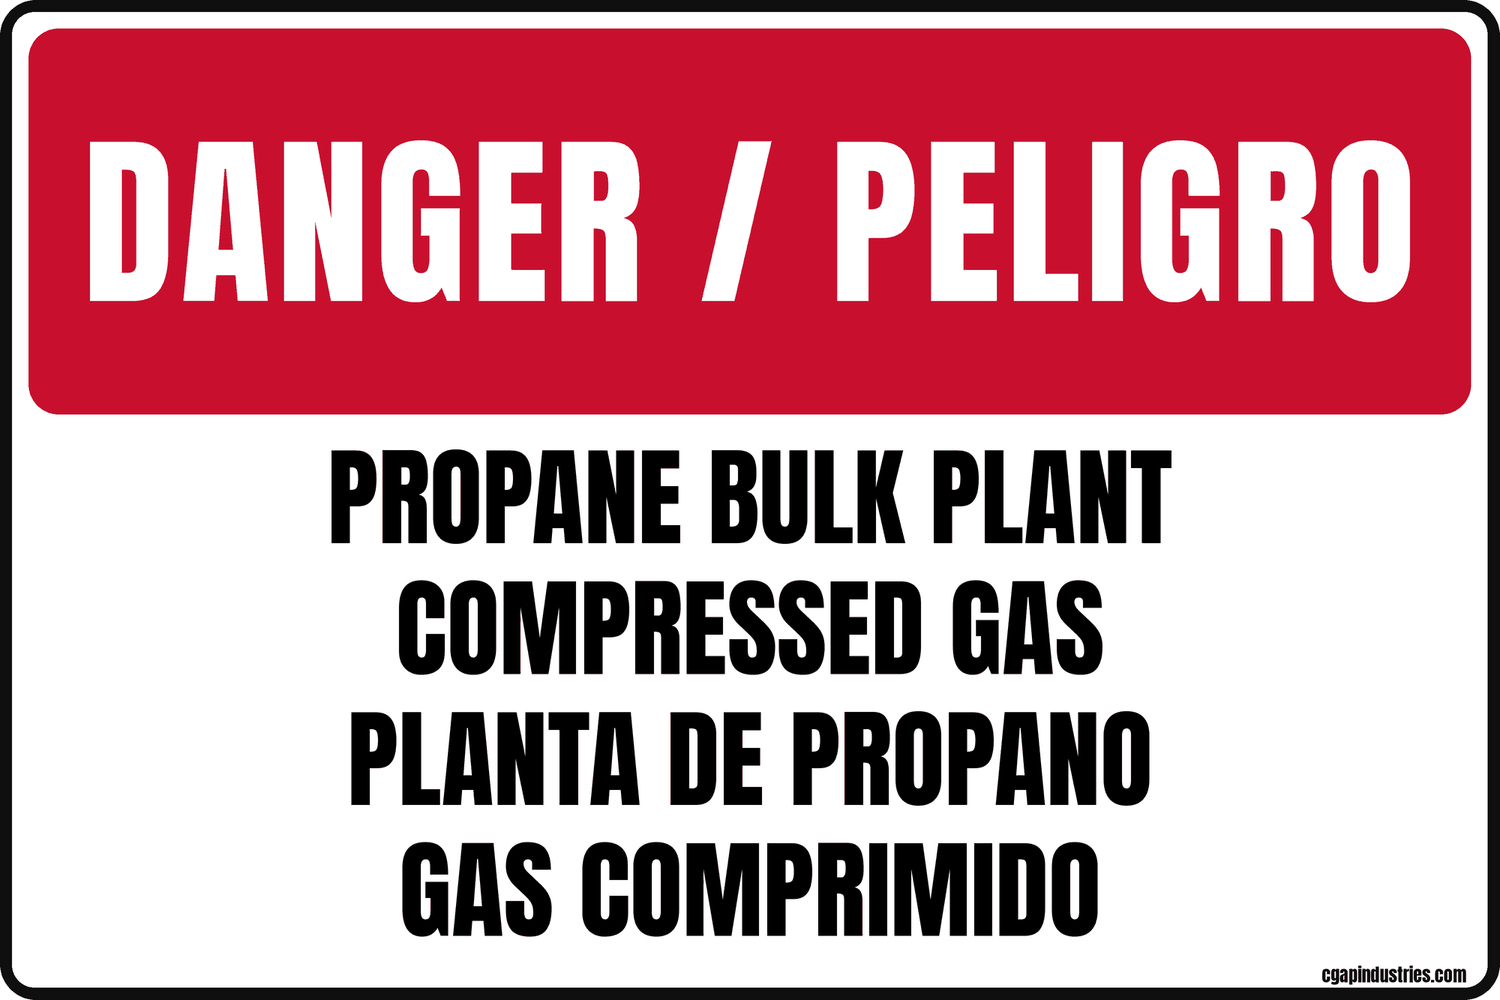 DANGER / PELIGRO
PROPANE BULK PLANT
COMPRESSED GAS
PLANTA DE PROPANO
GAS COMPRIMIDO
cgapindustries.com